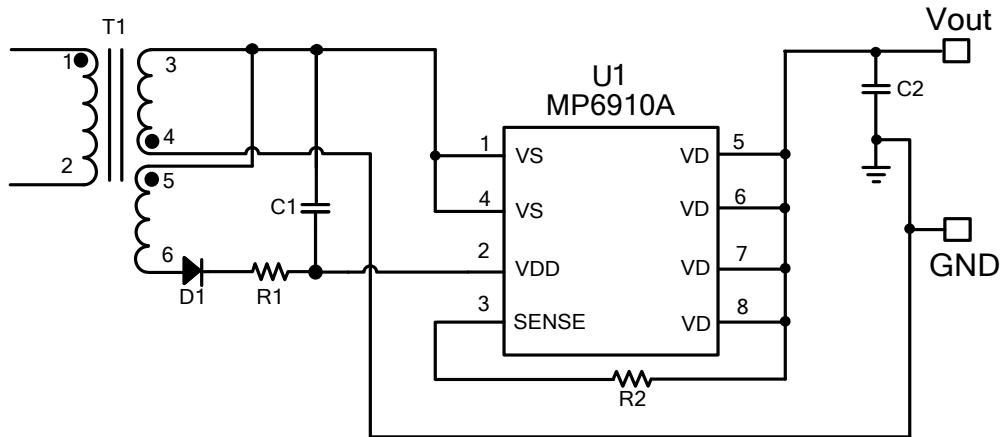 T1
Vout
1
3
U1
MP6910A
C2
4
2
1
VS
VD
5
5
C1
4
VS
VD
6
6
2
VDD
VD
7
GND
D1
R1
3
SENSE
VD
8
R2